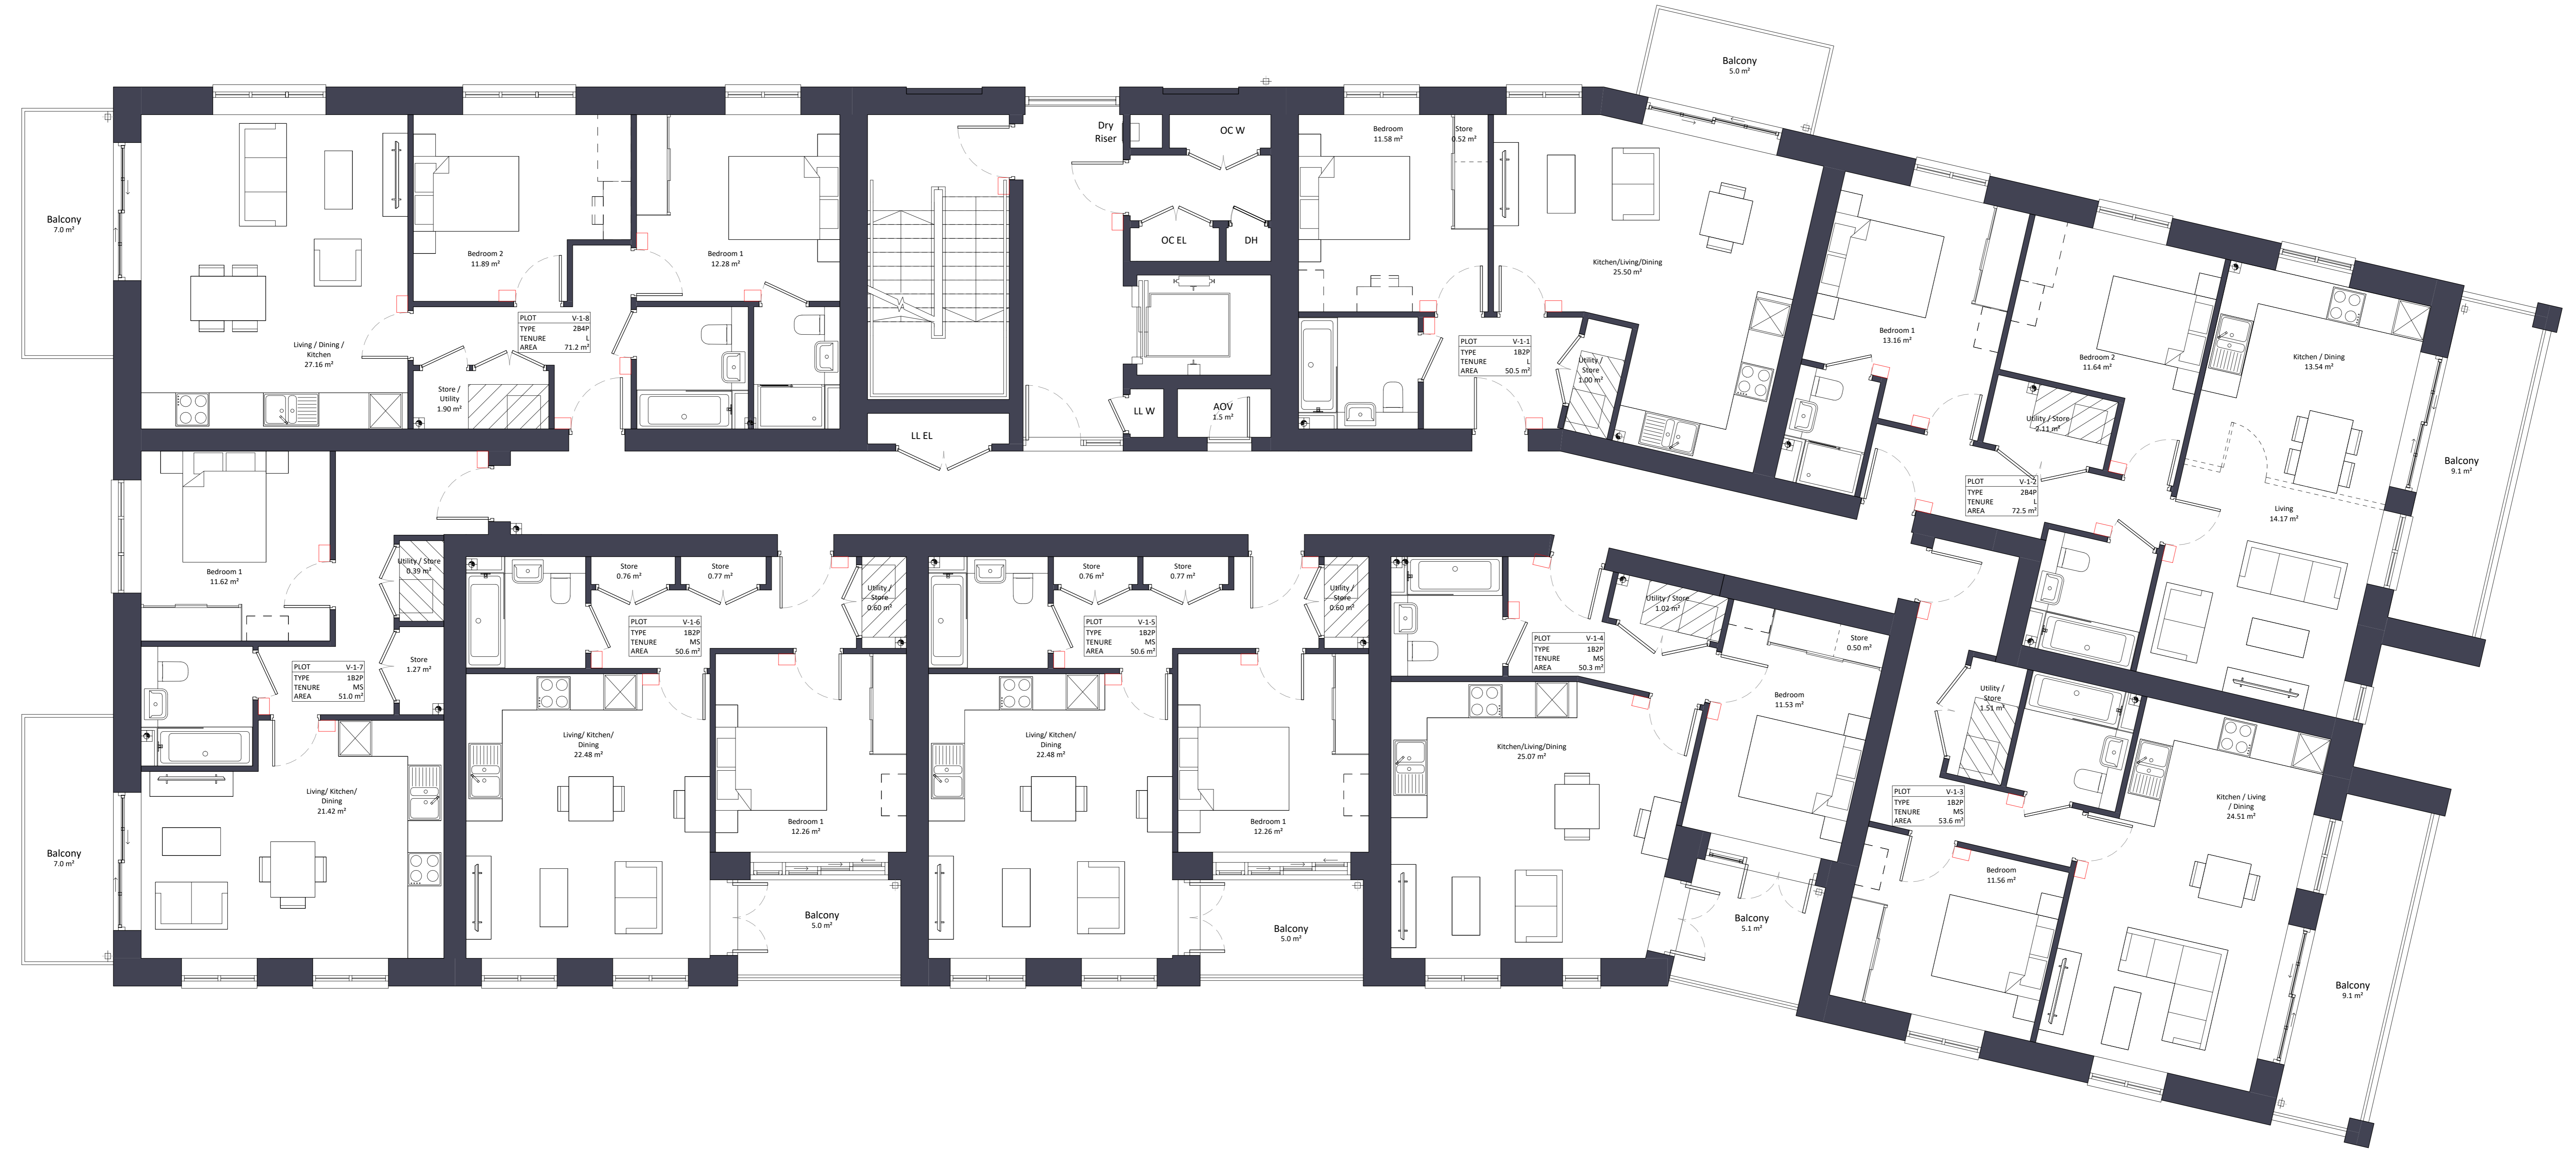 Balcony
5.0 m²
Balcony
7.0 m²
Living / Dining /
Kitchen
27.16 m²
Bedroom 2
11.89 m²
Bedroom 1
12.28 m²
PLOT V-1-8
TYPE 2B4P
TENURE L
AREA 71.2 m²
Store /
Utility
1.90 m²
Dry
Riser
OC W
OC EL
DH
LL W
AOV
1.5 m²
LL EL
Bedroom
11.58 m²
Store
0.52 m²
Kitchen/Living/Dining
25.50 m²
PLOT V-1-1
TYPE 1B2P
TENURE L
AREA 50.5 m²
Utility /
Store
1.00 m²
Bedroom 1
13.16 m²
Bedroom 2
11.64 m²
Utility / Store
2.11 m²
Kitchen / Dining
13.54 m²
Balcony
9.1 m²
PLOT V-1-2
TYPE 2B4P
TENURE L
AREA 72.5 m²
Living
14.17 m²
Bedroom 1
11.62 m²
Utility / Store
0.39 m²
Store
1.27 m²
PLOT V-1-7
TYPE 1B2P
TENURE MS
AREA 51.0 m²
Living/ Kitchen/
Dining
21.42 m²
Balcony
7.0 m²
Store
0.76 m²
Store
0.77 m²
Utility /
Store
0.60 m²
PLOT V-1-6
TYPE 1B2P
TENURE MS
AREA 50.6 m²
Living/ Kitchen/
Dining
22.48 m²
Bedroom 1
12.26 m²
Balcony
5.0 m²
Store
0.76 m²
Store
0.77 m²
Utility /
Store
0.60 m²
PLOT V-1-5
TYPE 1B2P
TENURE MS
AREA 50.6 m²
Living/ Kitchen/
Dining
22.48 m²
Bedroom 1
12.26 m²
Balcony
5.0 m²
Utility / Store
1.02 m²
PLOT V-1-4
TYPE 1B2P
TENURE MS
AREA 50.3 m²
Store
0.50 m²
Bedroom
11.53 m²
Kitchen/Living/Dining
25.07 m²
Balcony
5.1 m²
Utility /
Store
1.51 m²
PLOT V-1-3
TYPE 1B2P
TENURE MS
AREA 53.6 m²
Kitchen / Living
/ Dining
24.51 m²
Bedroom
11.56 m²
Balcony
9.1 m²